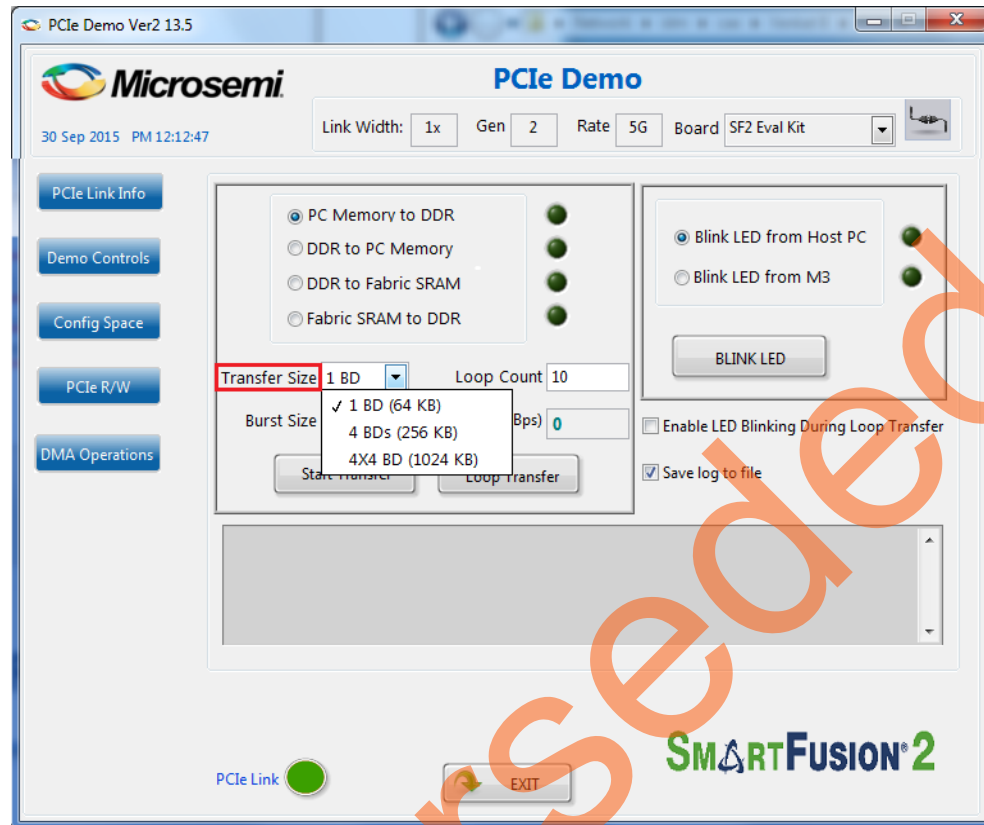 PCIe Demo Ver2 13.5
Microsemi.
PCIe Demo
30 Sep 2015 PM 12:12:47
Link Width: 1x Gen 2 Rate 5G Board SF2 Eval Kit
PCIe Link Info
Demo Controls
Config Space
PCIe R/W
DMA Operations
PC Memory to DDR
DDR to PC Memory
DDR to Fabric SRAM
Fabric SRAM to DDR
Transfer Size 1 BD Loop Count 10
✓ 1 BD (64 KB)
4 BDs (256 KB)
4X4 BD (1024 KB)
Burst Size Bps) 0
Start Transfer Loop Transfer
Blink LED from Host PC
Blink LED from M3
BLINK LED
Enable LED Blinking During Loop Transfer
Save log to file
PCIe Link
EXIT
SMARTFUSION®2
rsed